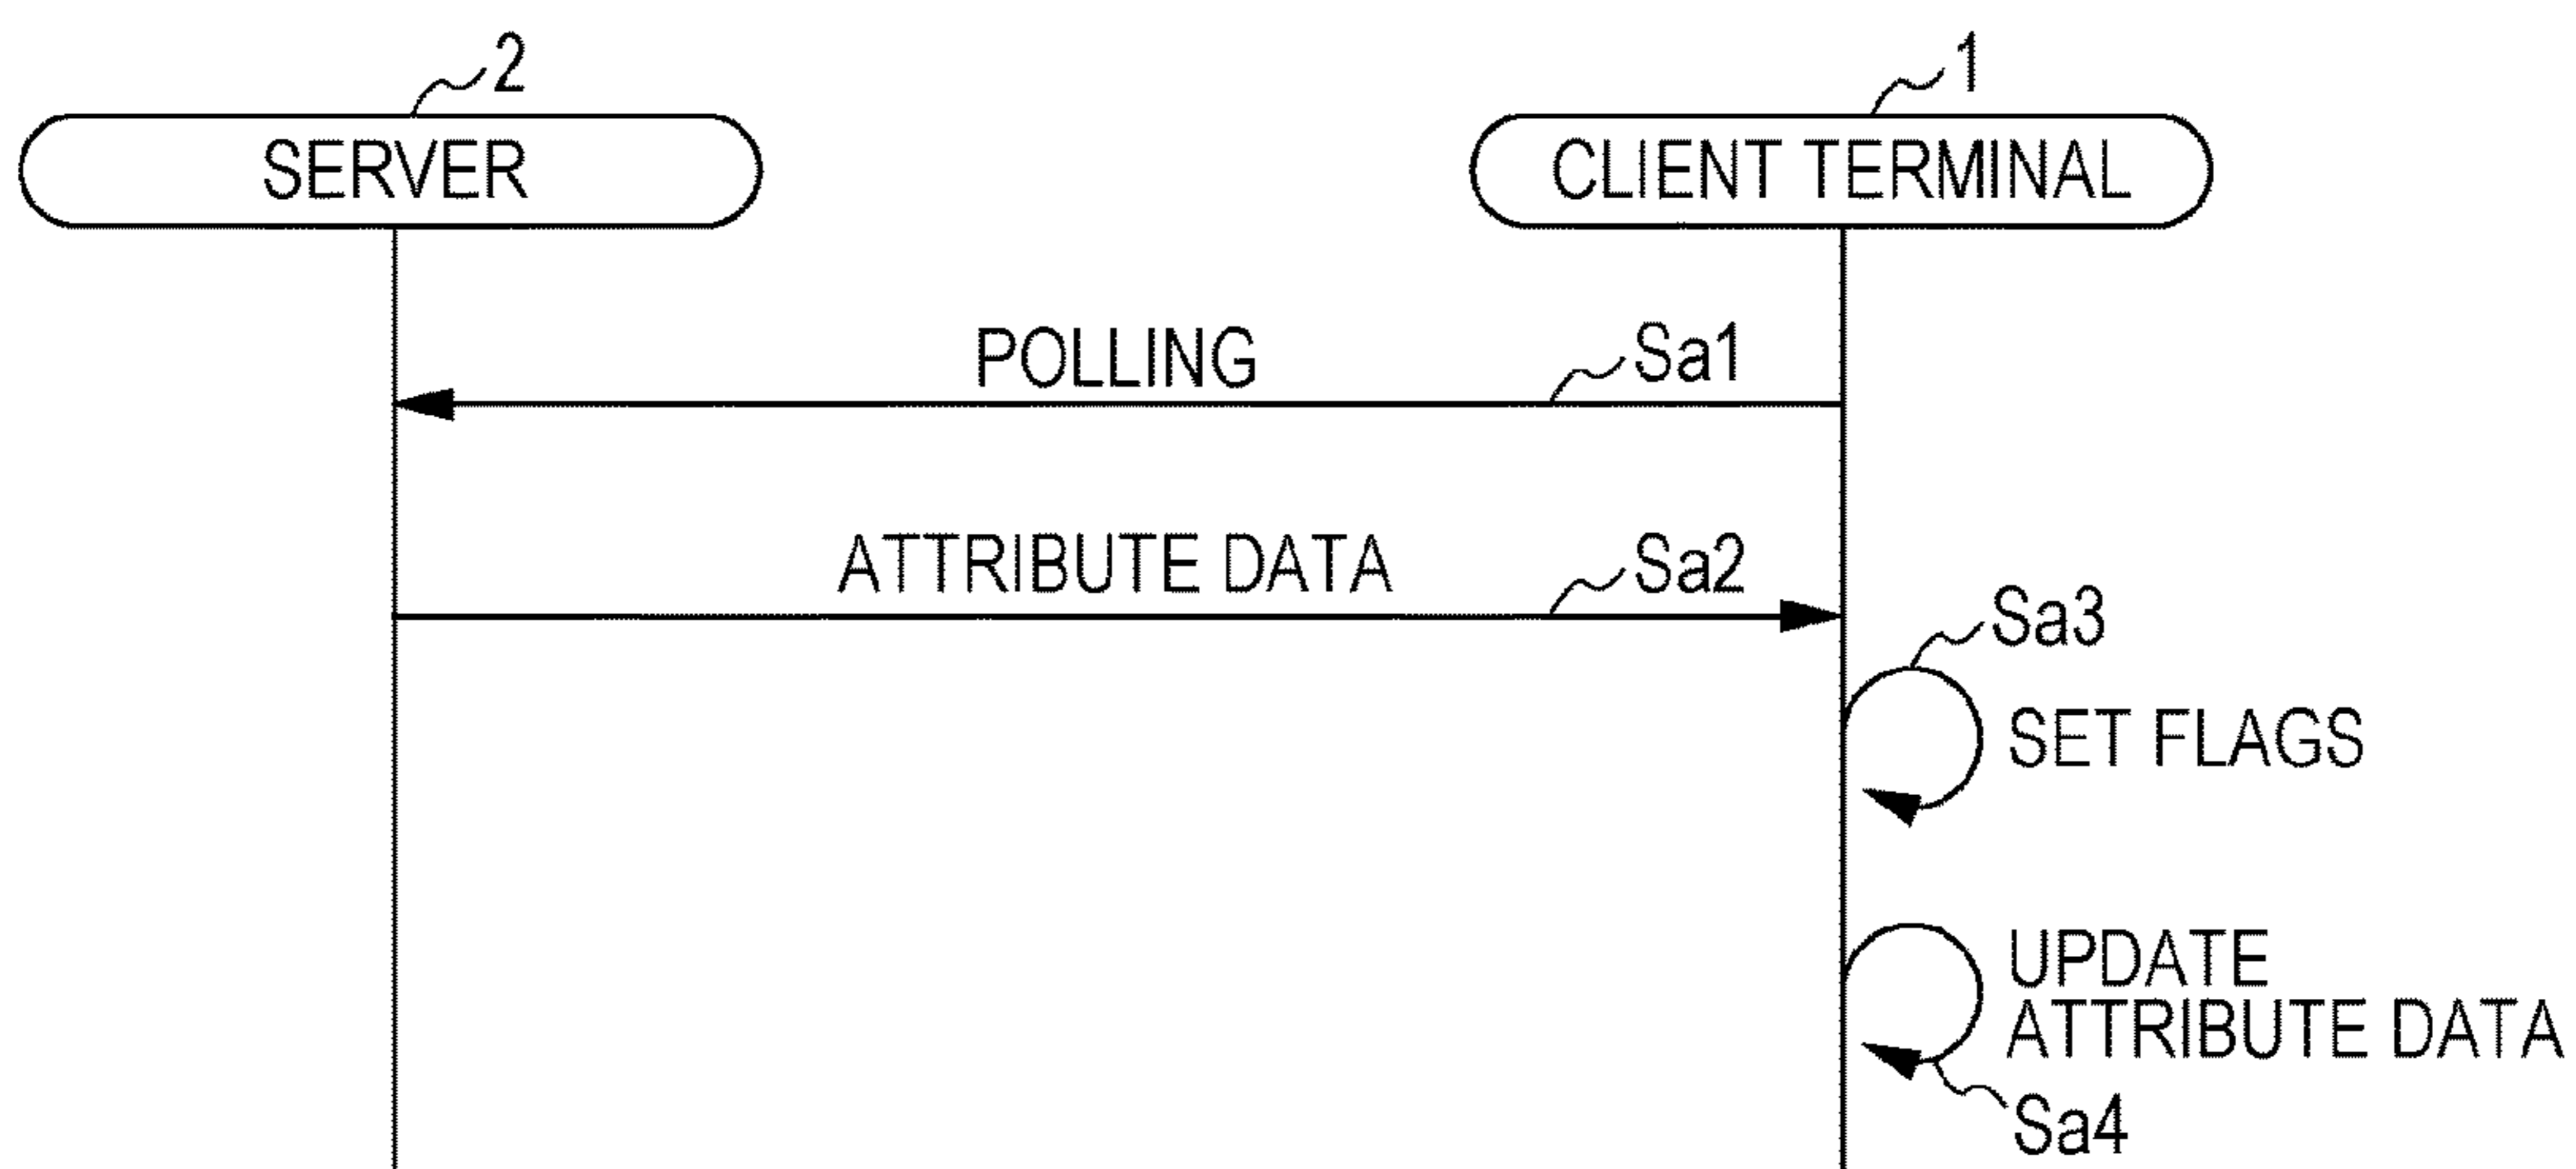 2
1
SERVER
CLIENT TERMINAL
POLLING
Sa1
ATTRIBUTE DATA
Sa2
Sa3
SET FLAGS
UPDATE
ATTRIBUTE DATA
Sa4